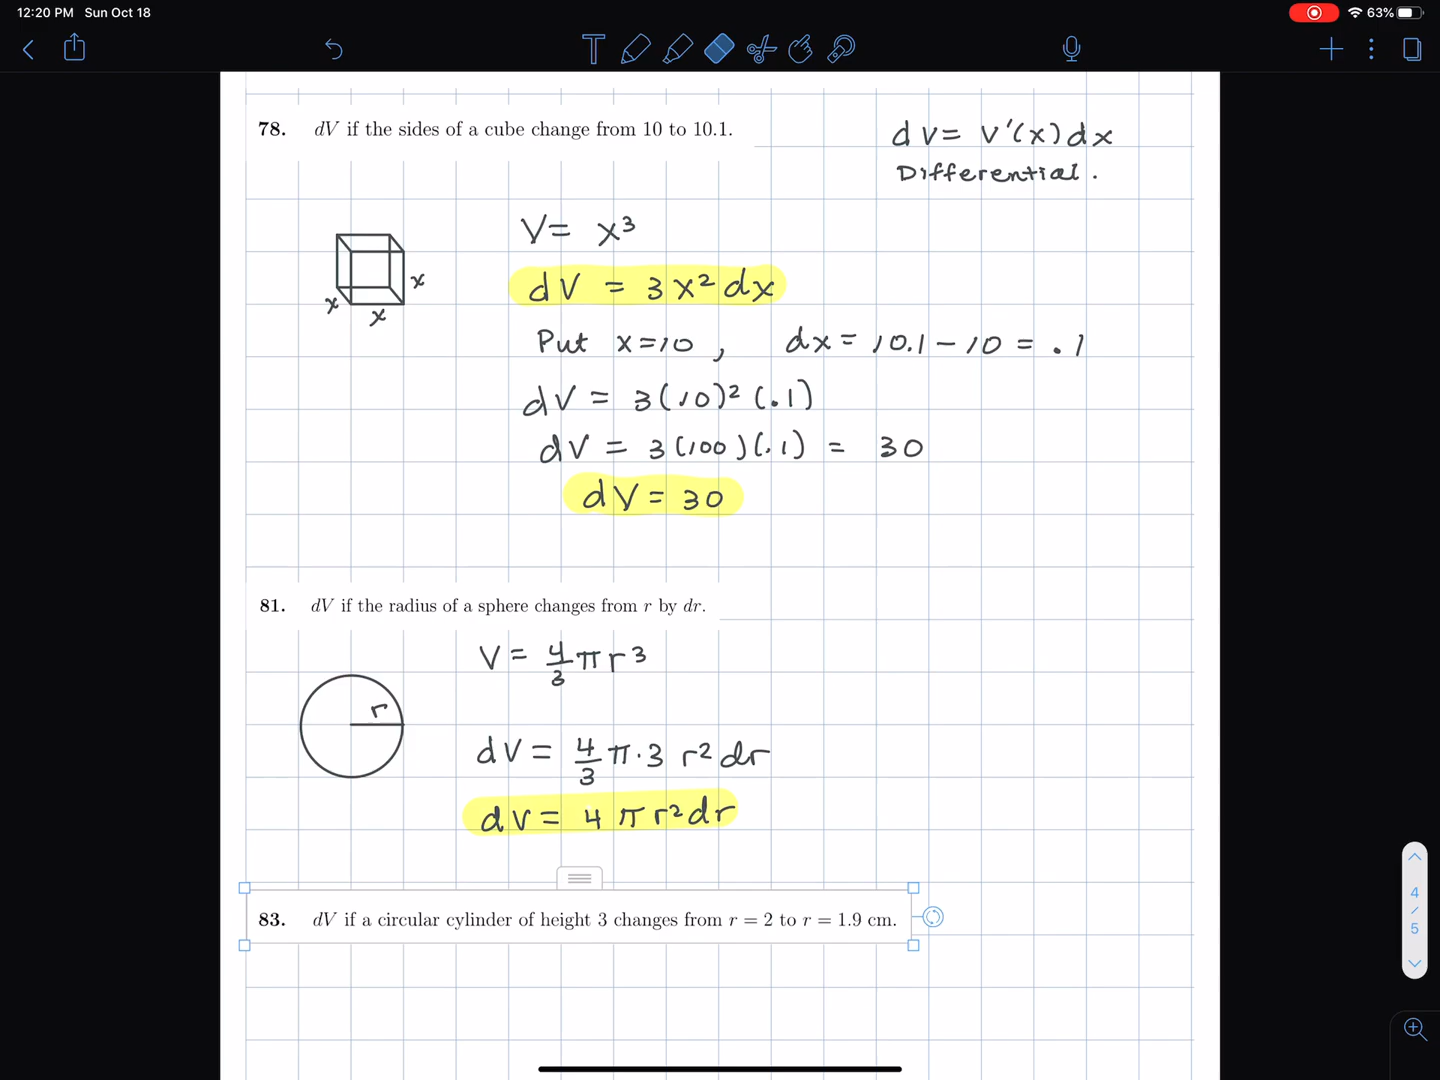 12:20 PM Sun Oct 18
63%
78. dV if the sides of a cube change from 10 to 10.1.
dV = V'(x)dx
Differential.
V = x³
x
x
x
dV = 3x² dx
Put x = 10 , dx = 10.1 - 10 = .1
dV = 3(10)² (.1)
dV = 3(100)(.1) = 30
dV = 30
81. dV if the radius of a sphere changes from r by dr.
V = 4/3 πr³
r
dV = 4/3 π·3 r² dr
dV = 4 πr² dr
83. dV if a circular cylinder of height 3 changes from r = 2 to r = 1.9 cm.
4
/
5